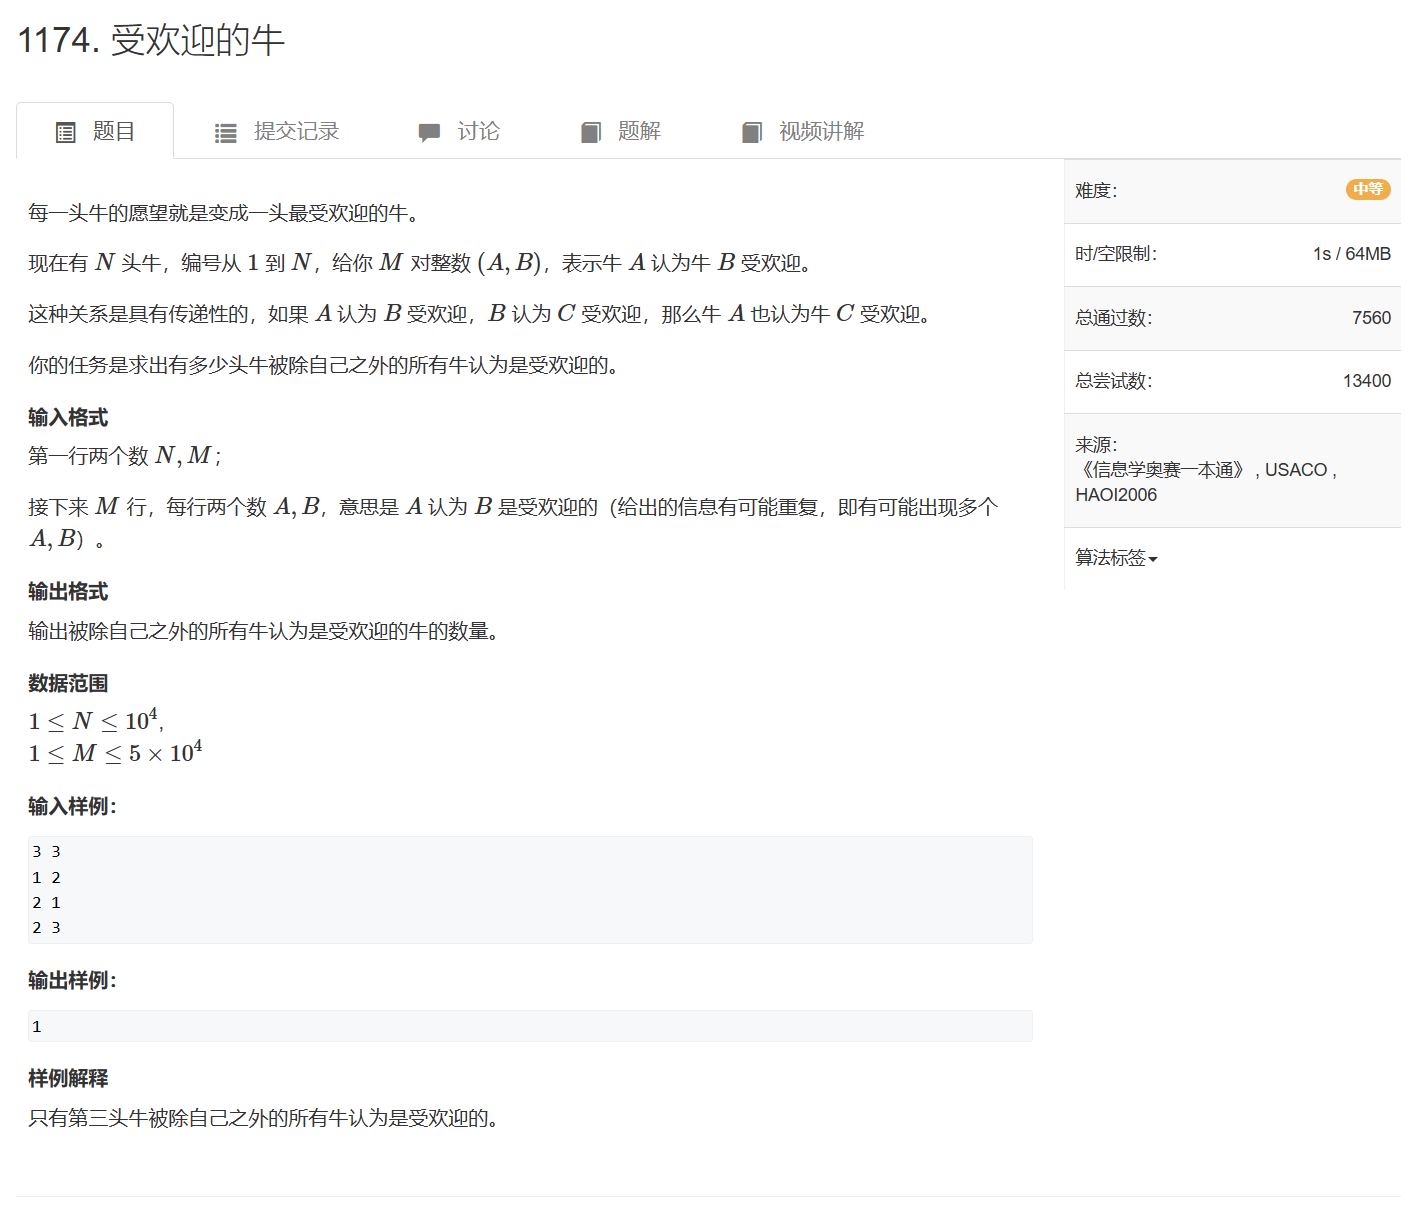 1174. 受欢迎的牛
题目 提交记录 讨论 题解 视频讲解
每一头牛的愿望就是变成一头最受欢迎的牛。
现在有 N 头牛，编号从 1 到 N，给你 M 对整数 (A, B)，表示牛 A 认为牛 B 受欢迎。
这种关系是具有传递性的，如果 A 认为 B 受欢迎，B 认为 C 受欢迎，那么牛 A 也认为牛 C 受欢迎。
你的任务是求出有多少头牛被除自己之外的所有牛认为是受欢迎的。
输入格式
第一行两个数 N, M；
接下来 M 行，每行两个数 A, B，意思是 A 认为 B 是受欢迎的（给出的信息有可能重复，即有可能出现多个
A, B）。
输出格式
输出被除自己之外的所有牛认为是受欢迎的牛的数量。
数据范围
1 ≤ N ≤ 10⁴,
1 ≤ M ≤ 5 × 10⁴
输入样例：
3 3
1 2
2 1
2 3
输出样例：
1
样例解释
只有第三头牛被除自己之外的所有牛认为是受欢迎的。
难度： 中等
时/空限制： 1s / 64MB
总通过数： 7560
总尝试数： 13400
来源：
《信息学奥赛一本通》 , USACO ,
HAOI2006
算法标签